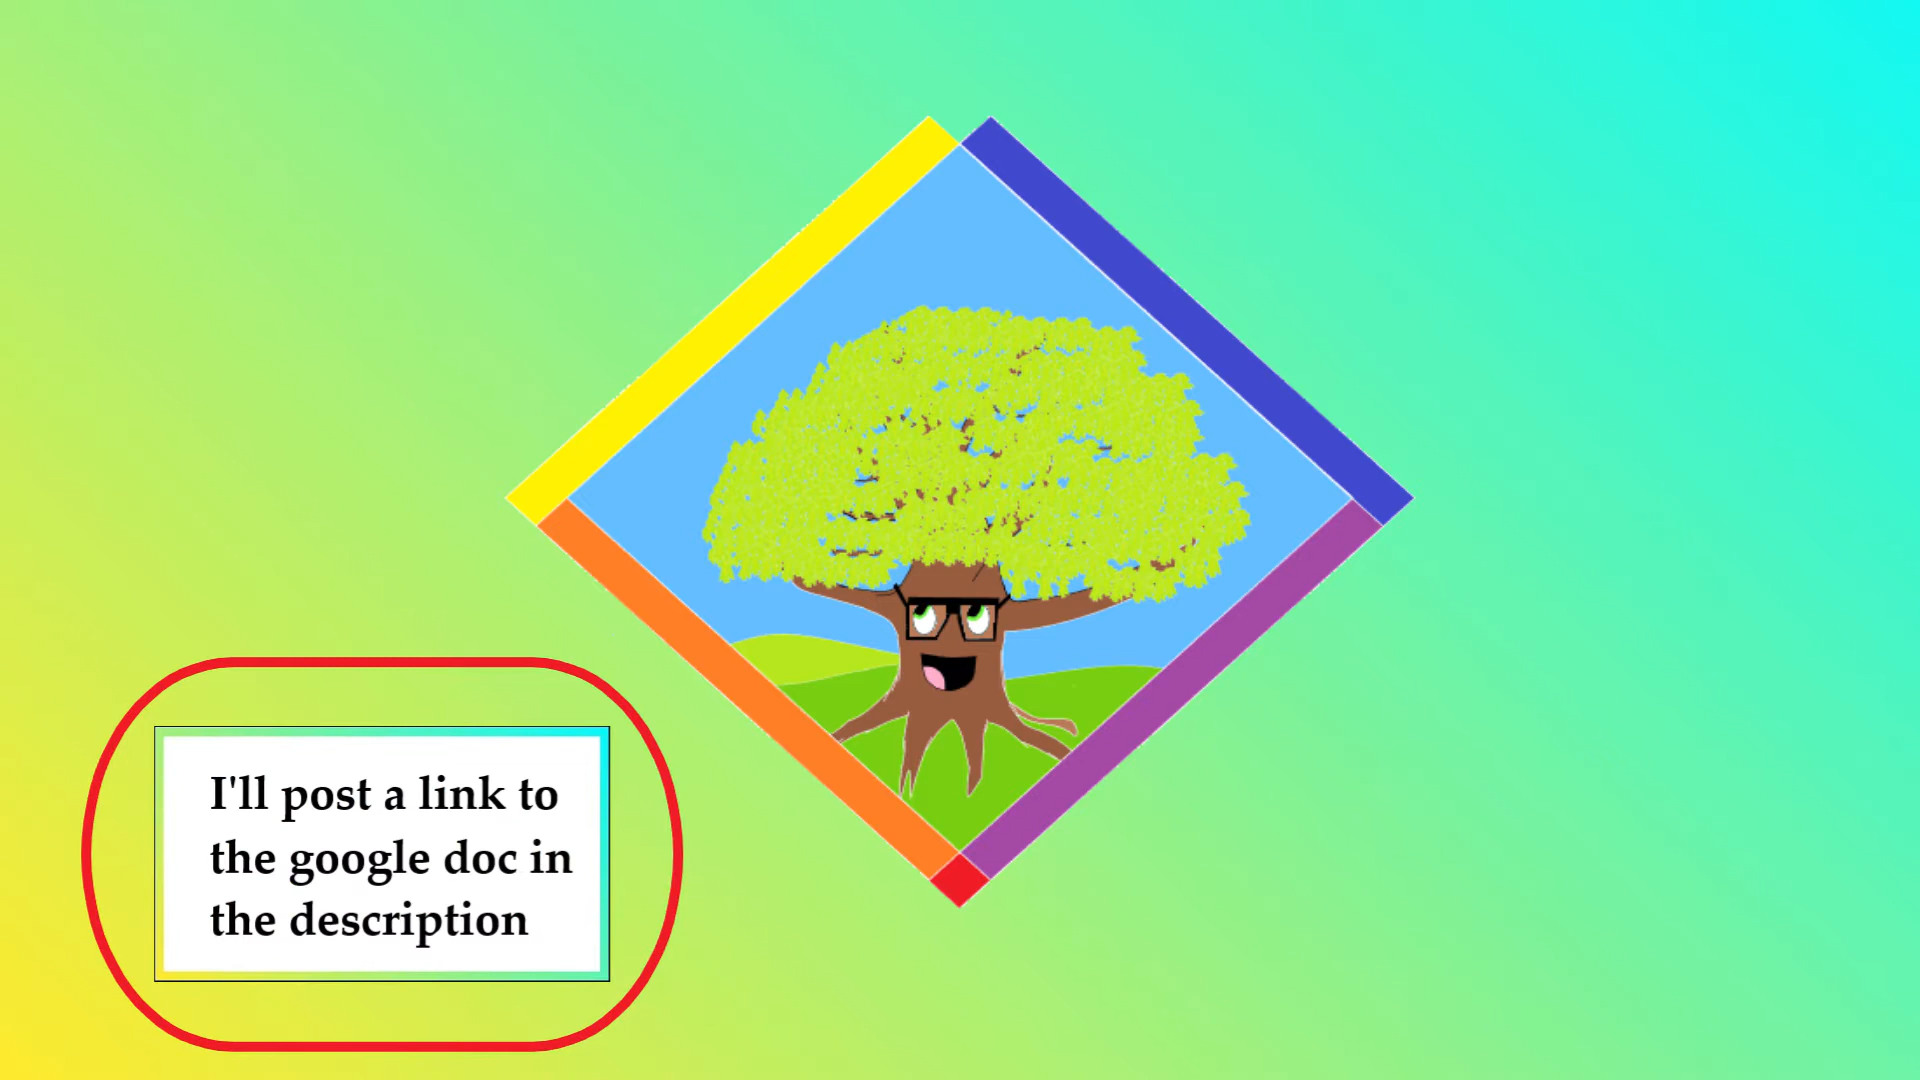 I'll post a link to
the google doc in
the description